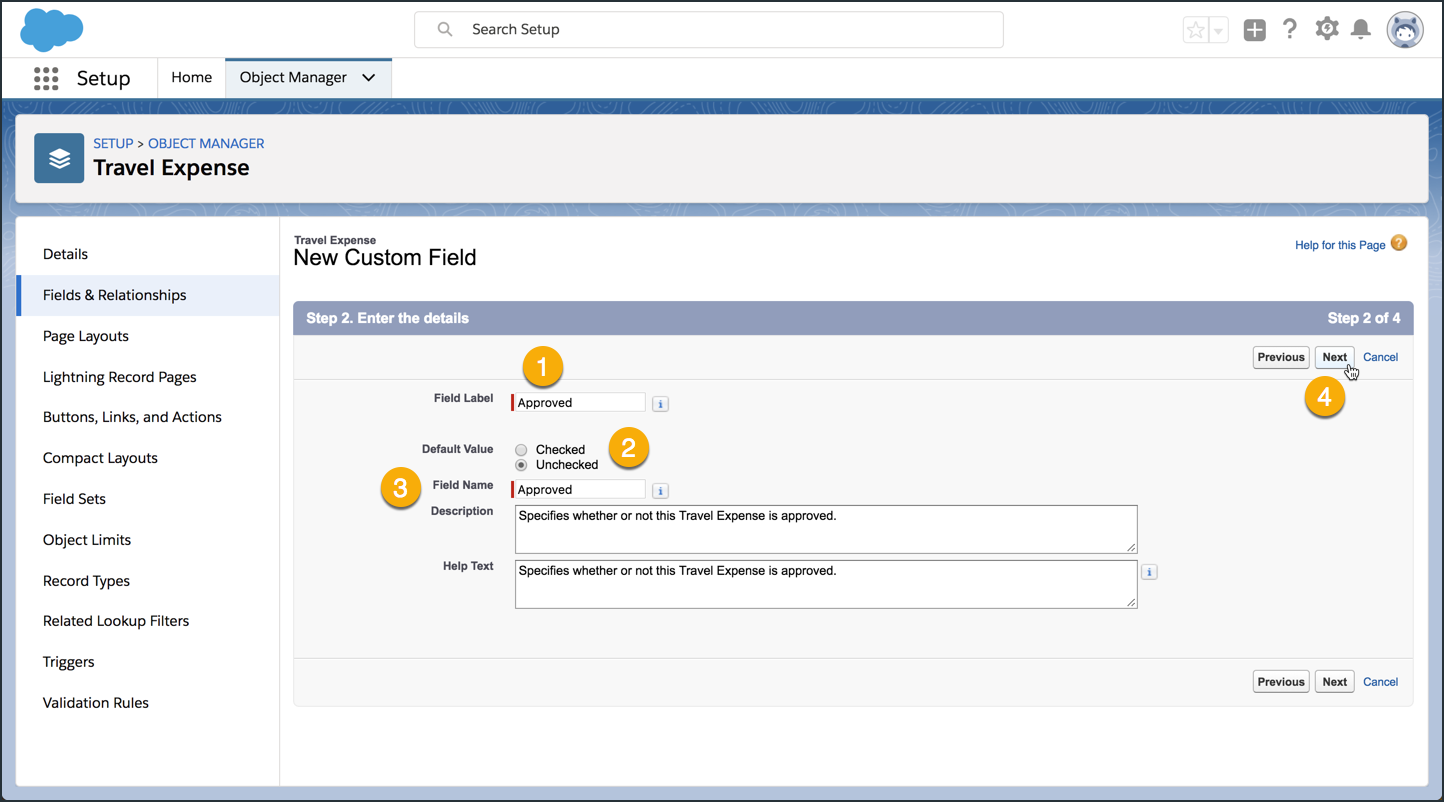 Search Setup
Setup
Home
Object Manager
SETUP > OBJECT MANAGER
Travel Expense
Details
Fields & Relationships
Page Layouts
Lightning Record Pages
Buttons, Links, and Actions
Compact Layouts
Field Sets
Object Limits
Record Types
Related Lookup Filters
Triggers
Validation Rules
Travel Expense
New Custom Field
Help for this Page ?
Step 2. Enter the details Step 2 of 4
Previous Next Cancel
1
4
Field Label Approved i
Default Value Checked
Unchecked
2
3
Field Name Approved i
Description Specifies whether or not this Travel Expense is approved.
Help Text Specifies whether or not this Travel Expense is approved. i
Previous Next Cancel